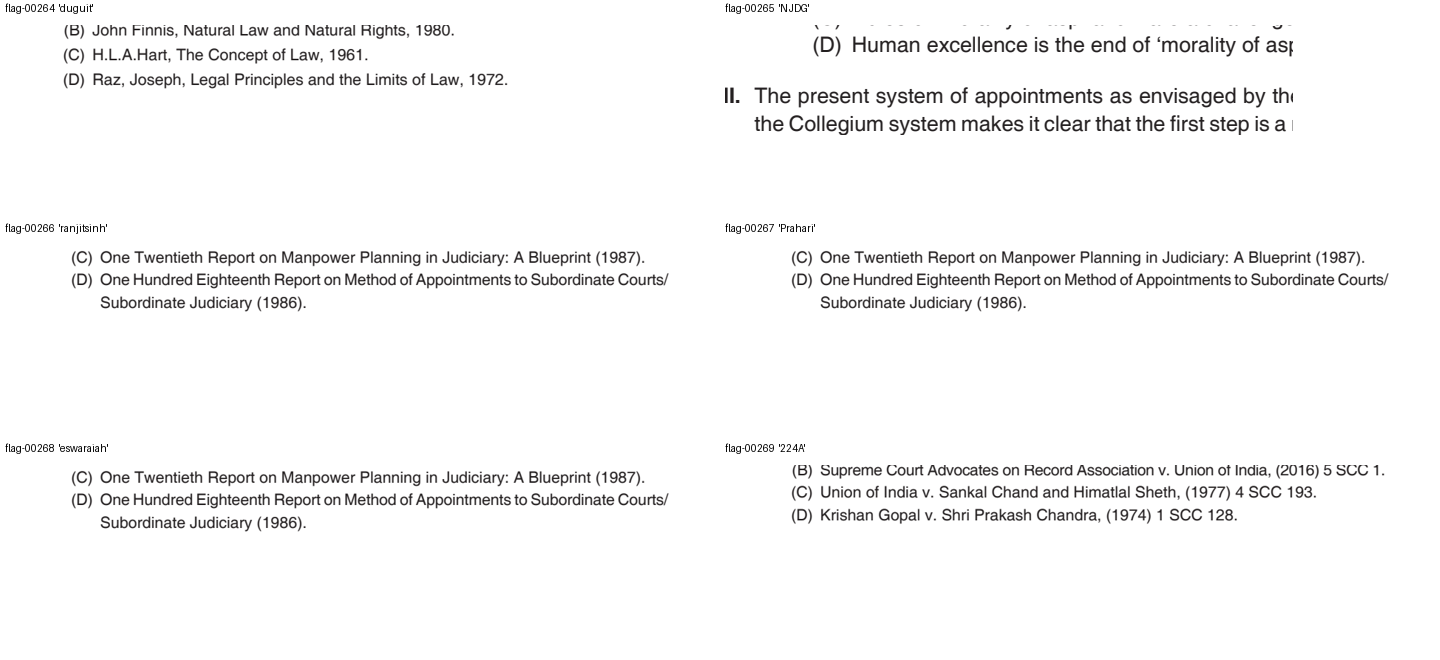 flag-00264 'duguit'
(B) John Finnis, Natural Law and Natural Rights, 1980.
(C) H.L.A.Hart, The Concept of Law, 1961.
(D) Raz, Joseph, Legal Principles and the Limits of Law, 1972.
flag-00265 'NJDG'
(D) Human excellence is the end of ‘morality of asp
II. The present system of appointments as envisaged by the
the Collegium system makes it clear that the first step is a
flag-00266 'ranjitsinh'
(C) One Twentieth Report on Manpower Planning in Judiciary: A Blueprint (1987).
(D) One Hundred Eighteenth Report on Method of Appointments to Subordinate Courts/
Subordinate Judiciary (1986).
flag-00267 'Prahari'
(C) One Twentieth Report on Manpower Planning in Judiciary: A Blueprint (1987).
(D) One Hundred Eighteenth Report on Method of Appointments to Subordinate Courts/
Subordinate Judiciary (1986).
flag-00268 'eswaraiah'
(C) One Twentieth Report on Manpower Planning in Judiciary: A Blueprint (1987).
(D) One Hundred Eighteenth Report on Method of Appointments to Subordinate Courts/
Subordinate Judiciary (1986).
flag-00269 '224A'
(B) Supreme Court Advocates on Record Association v. Union of India, (2016) 5 SCC 1.
(C) Union of India v. Sankal Chand and Himatlal Sheth, (1977) 4 SCC 193.
(D) Krishan Gopal v. Shri Prakash Chandra, (1974) 1 SCC 128.